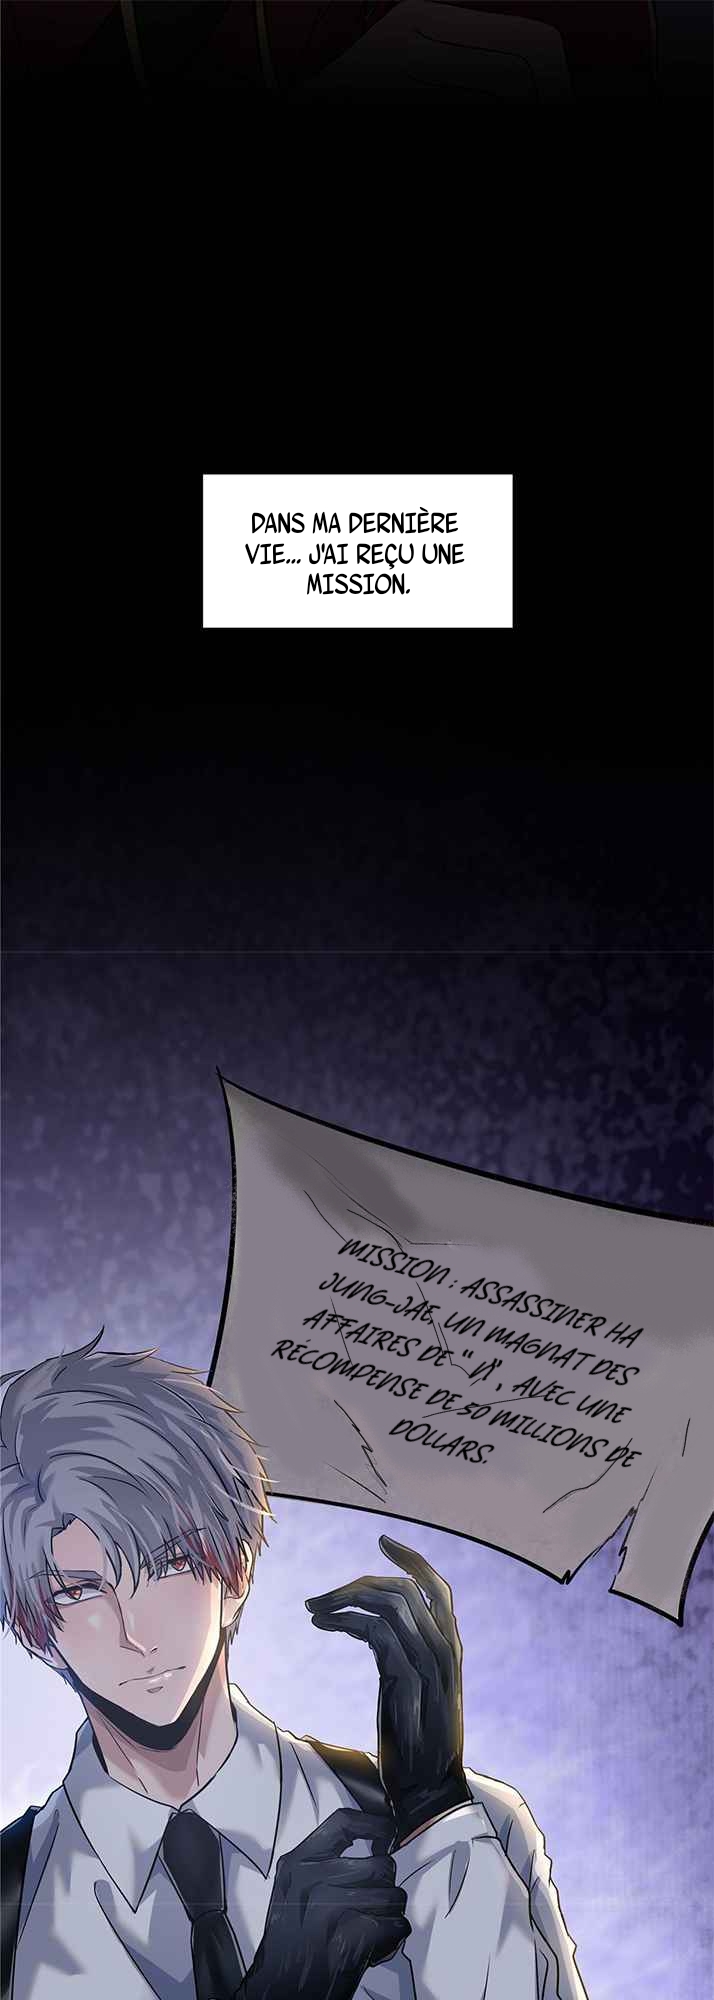 DANS MA DERNIÈRE
VIE... J'AI REÇU UNE
MISSION.
MISSION : ASSASSINER HA
JUNG-JAE, UN MAGNAT DES
AFFAIRES DE "И", AVEC UNE
RÉCOMPENSE DE 50 MILLIONS DE
DOLLARS.